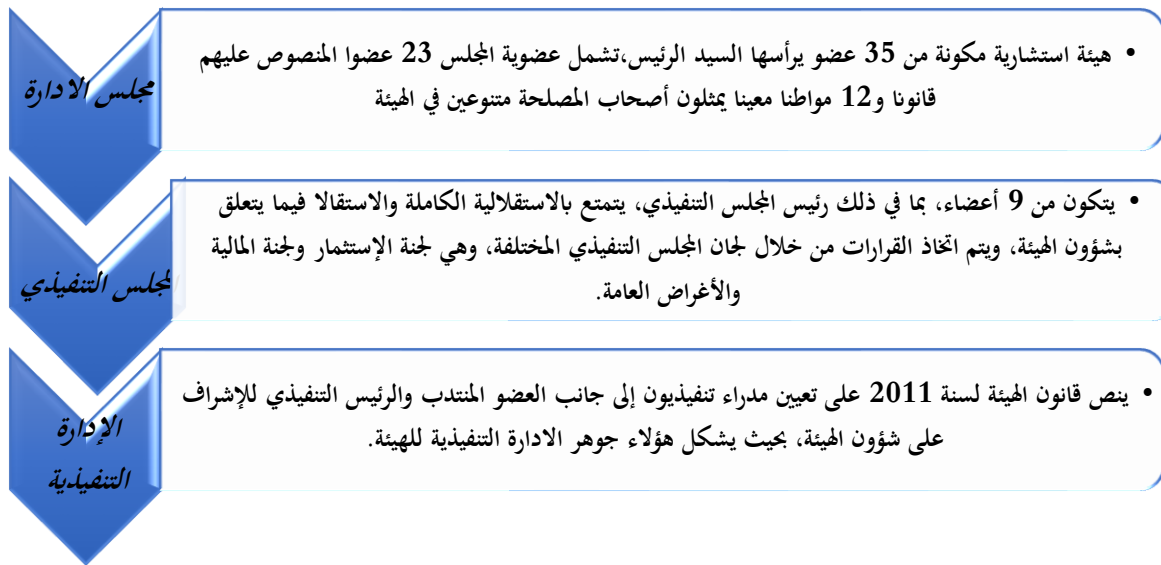 مجلس الادارة
• هيئة استشارية مكونة من 35 عضو يرأسها السيد الرئيس،تشمل عضوية المجلس 23 عضوا المنصوص عليهم
قانونا و12 مواطنا معينا يمثلون أصحاب المصلحة متنوعين في الهيئة
المجلس التنفيذي
• يتكون من 9 أعضاء، بما في ذلك رئيس المجلس التنفيذي، يتمتع بالاستقلالية الكاملة والاستقالا فيما يتعلق
بشؤون الهيئة، ويتم اتخاذ القرارات من خلال لجان المجلس التنفيذي المختلفة، وهي لجنة الإستثمار ولجنة المالية
والأغراض العامة.
الإدارة
التنفيذية
• ينص قانون الهيئة لسنة 2011 على تعيين مدراء تنفيذيون إلى جانب العضو المنتدب والرئيس التنفيذي للإشراف
على شؤون الهيئة، بحيث يشكل هؤلاء جوهر الادارة التنفيذية للهيئة.